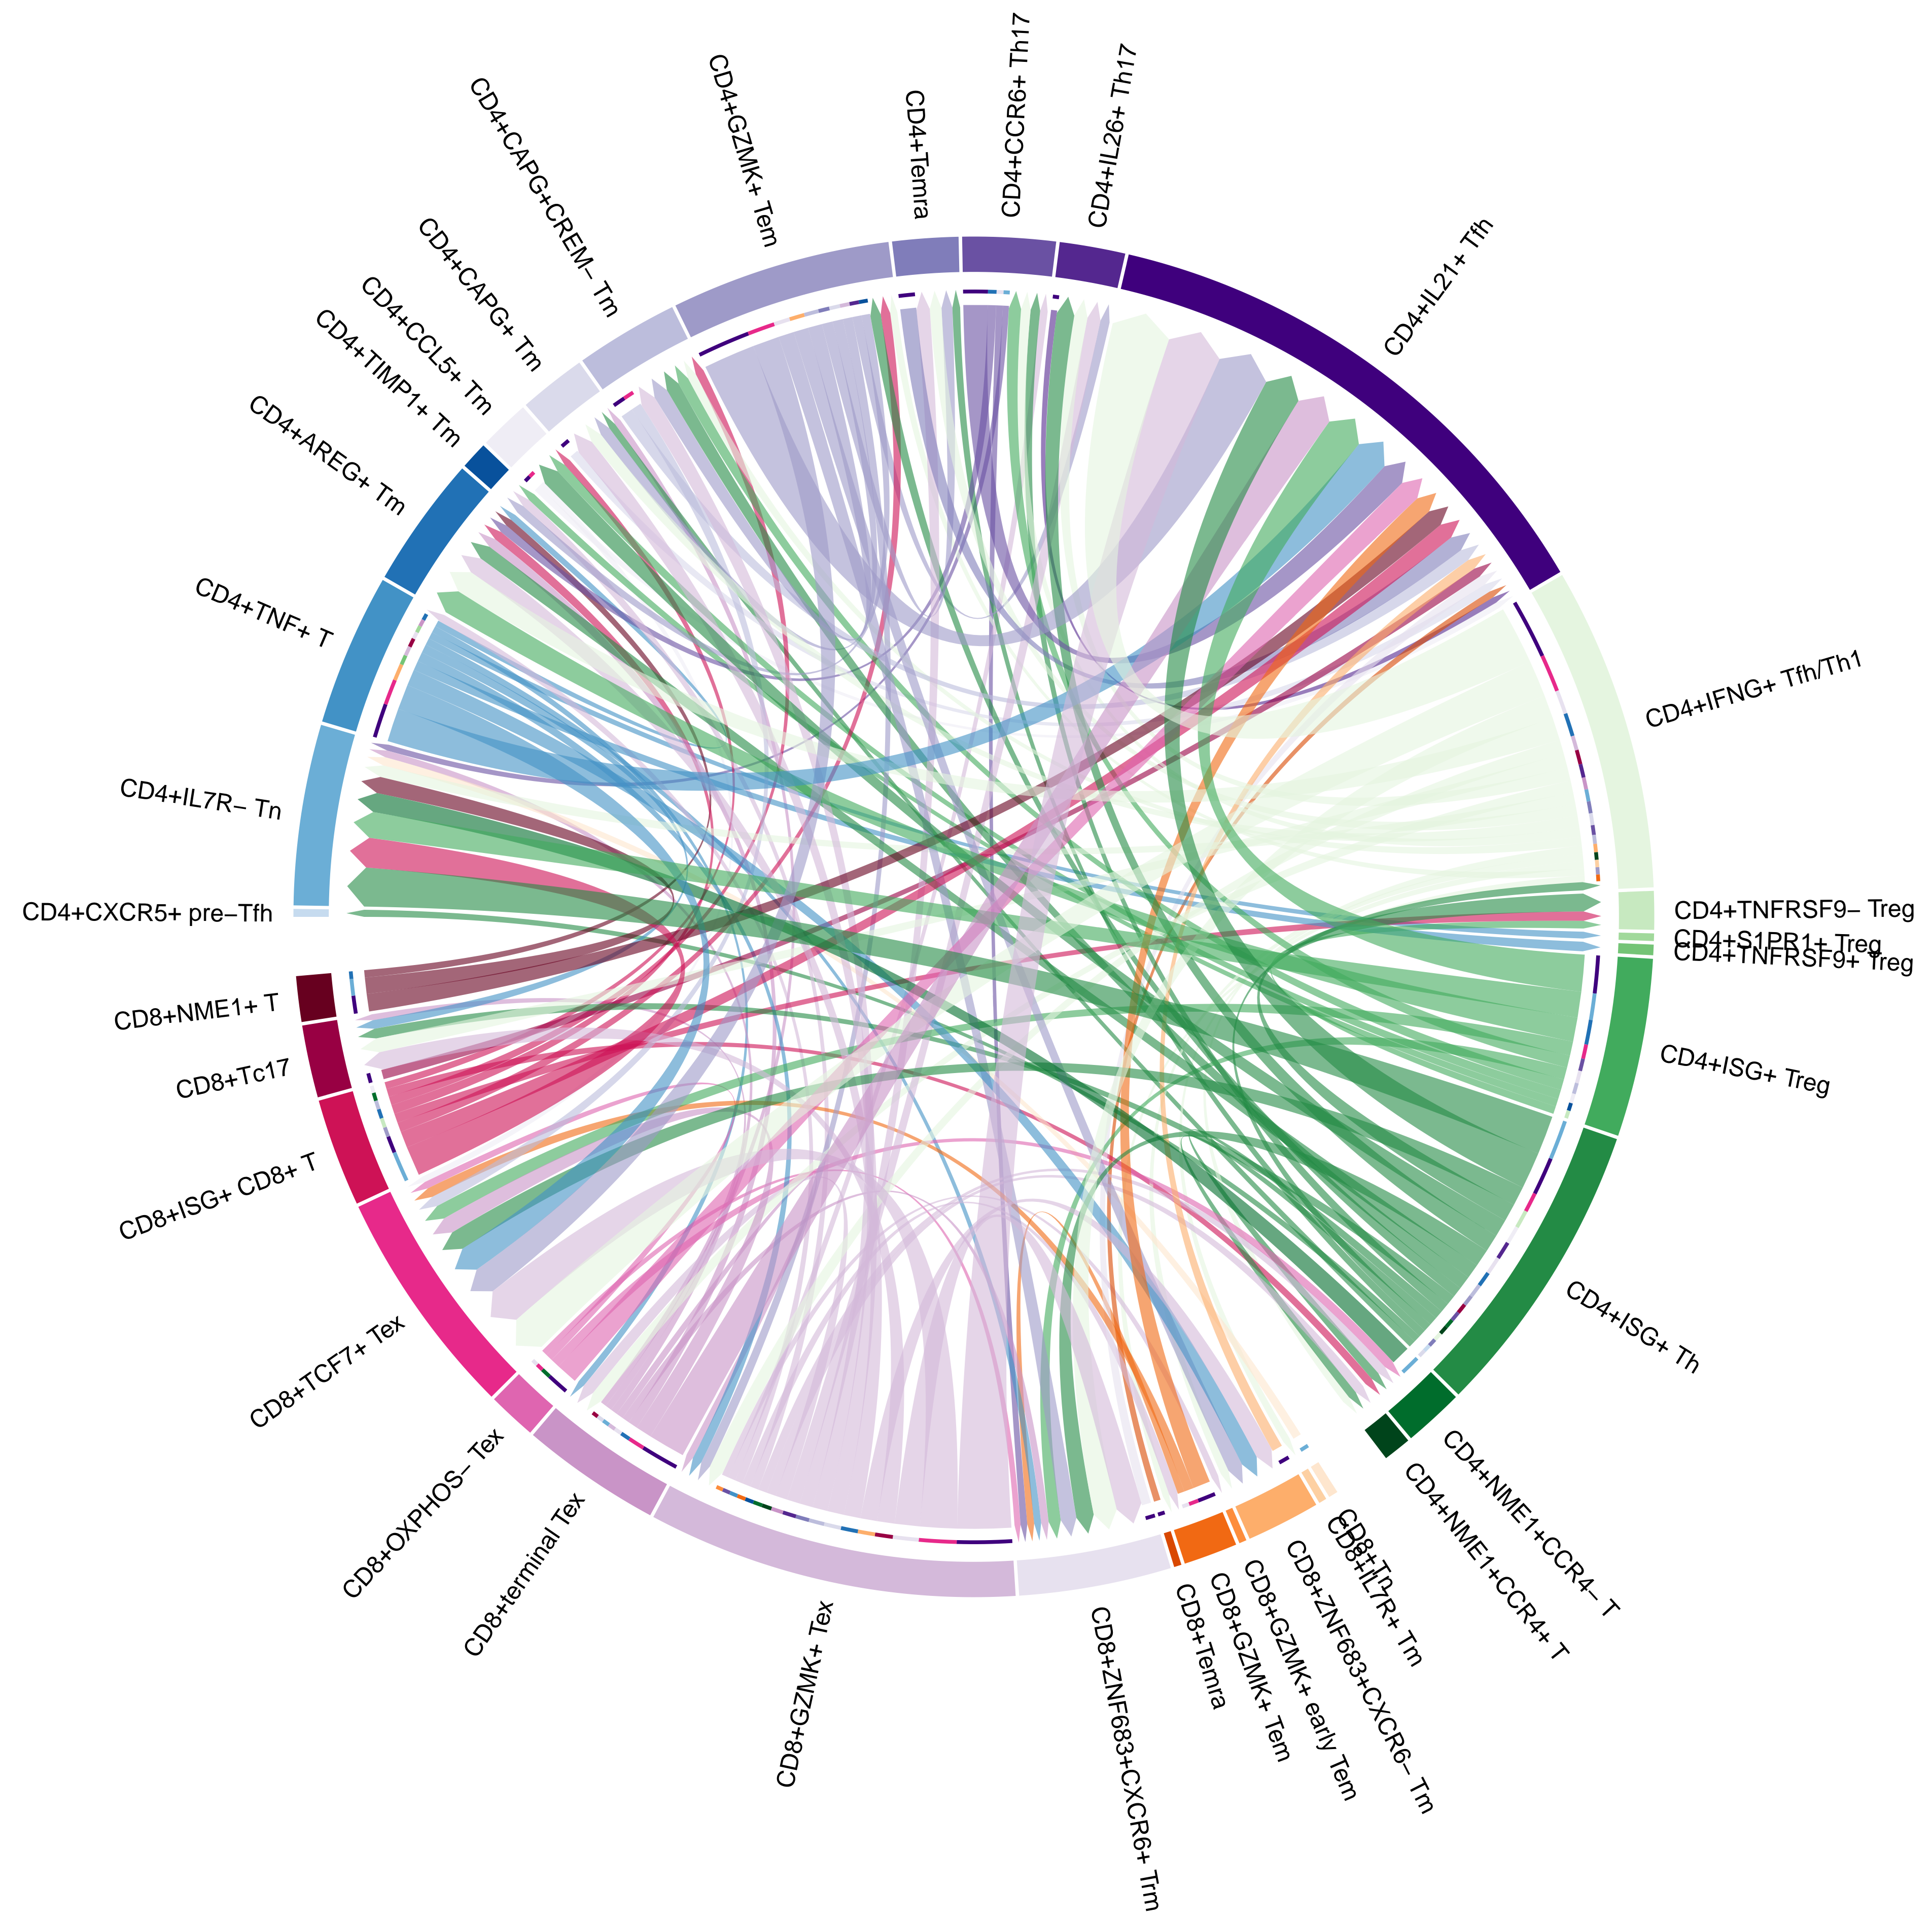 CD4+CCR6+ Th17
CD4+IL26+ Th17
CD4+IL21+ Tfh
CD4+IFNG+ Tfh/Th1
CD4+TNFRSF9− Treg
CD4+S1PR1+ Treg
CD4+TNFRSF9+ Treg
CD4+ISG+ Treg
CD4+ISG+ Th
CD4+NME1+CCR4− T
CD4+NME1+CCR4+ T
CD8+Tn
CD8+IL7R+ Tm
CD8+ZNF683+CXCR6− Tm
CD8+GZMK+ early Tem
CD8+GZMK+ Tem
CD8+Temra
CD8+ZNF683+CXCR6+ Trm
CD8+GZMK+ Tex
CD8+terminal Tex
CD8+OXPHOS− Tex
CD8+TCF7+ Tex
CD8+ISG+ CD8+ T
CD8+Tc17
CD8+NME1+ T
CD4+CXCR5+ pre−Tfh
CD4+IL7R− Tn
CD4+TNF+ T
CD4+AREG+ Tm
CD4+TIMP1+ Tm
CD4+CCL5+ Tm
CD4+CAPG+ Tm
CD4+CAPG+CREM− Tm
CD4+GZMK+ Tem
CD4+Temra